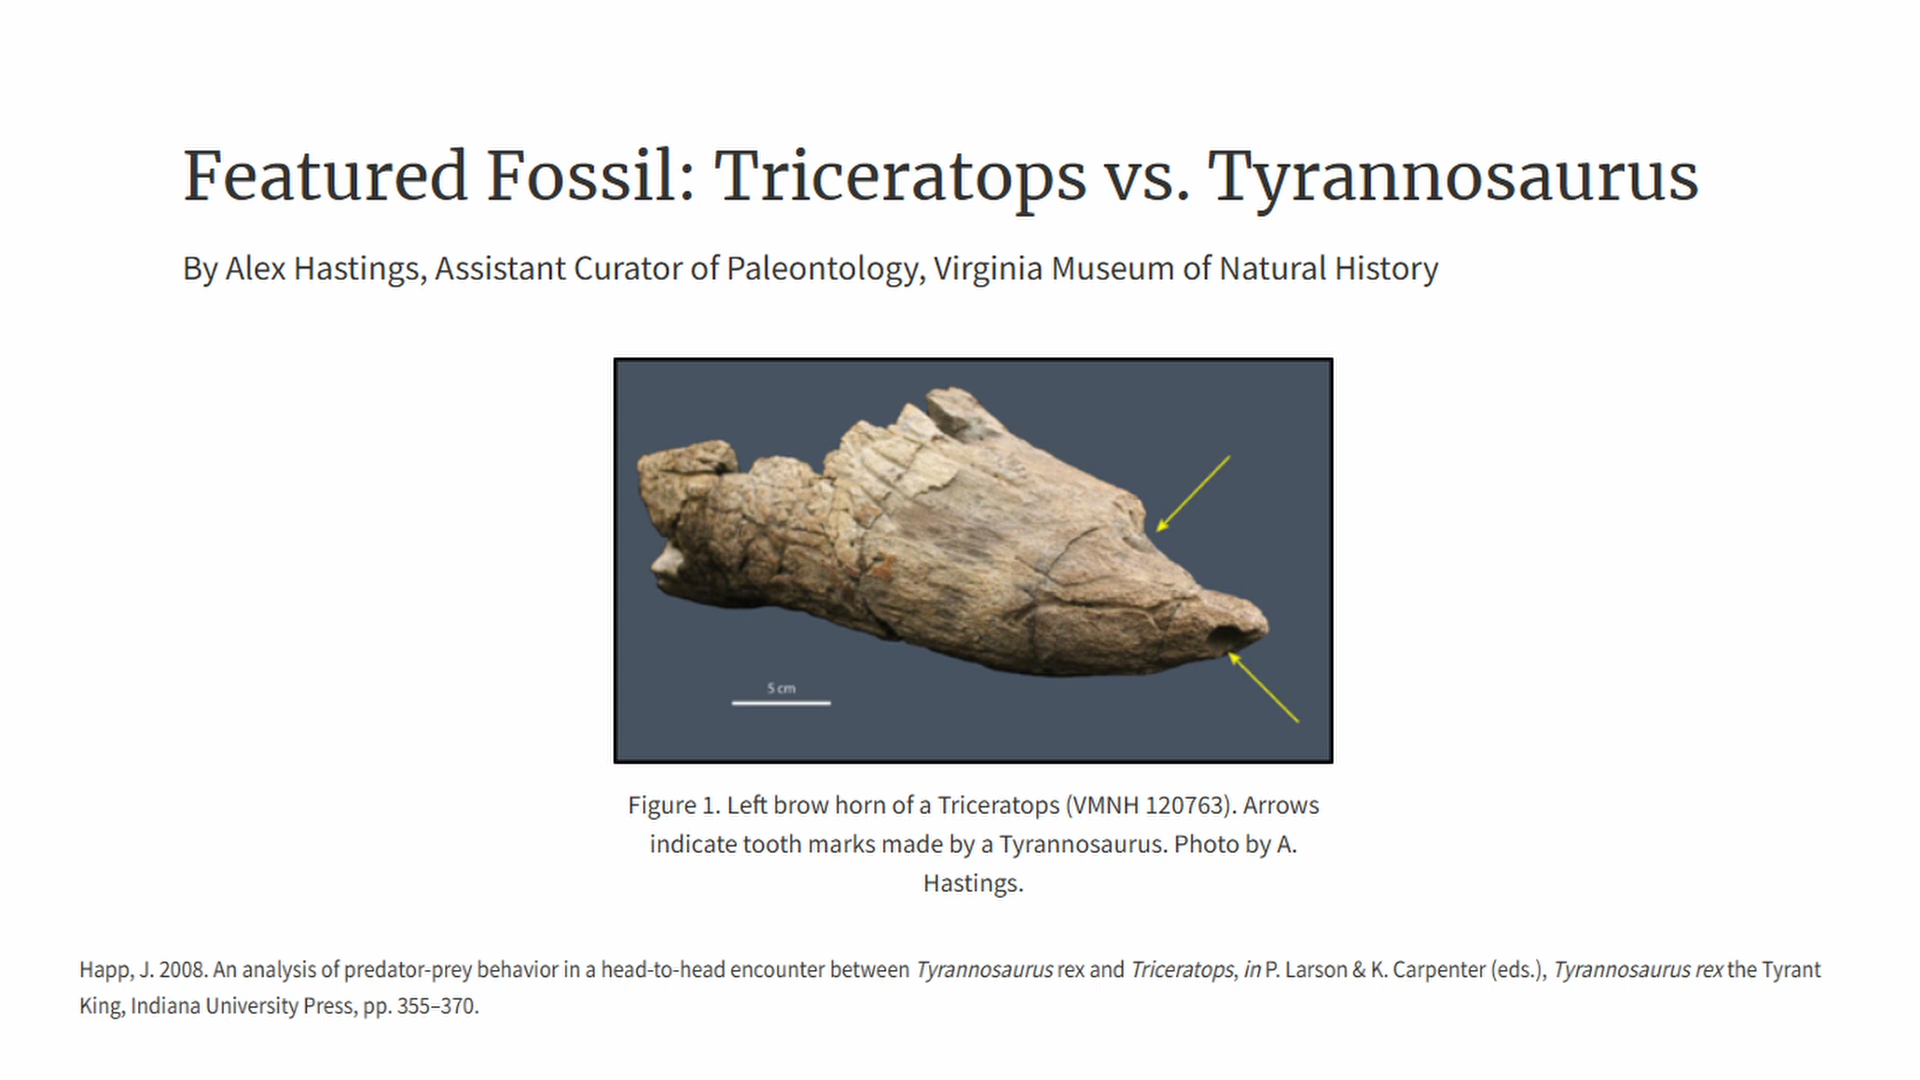 Featured Fossil: Triceratops vs. Tyrannosaurus
By Alex Hastings, Assistant Curator of Paleontology, Virginia Museum of Natural History
5 cm
Figure 1. Left brow horn of a Triceratops (VMNH 120763). Arrows
indicate tooth marks made by a Tyrannosaurus. Photo by A.
Hastings.
Happ, J. 2008. An analysis of predator-prey behavior in a head-to-head encounter between Tyrannosaurus rex and Triceratops, in P. Larson & K. Carpenter (eds.), Tyrannosaurus rex the Tyrant
King, Indiana University Press, pp. 355–370.